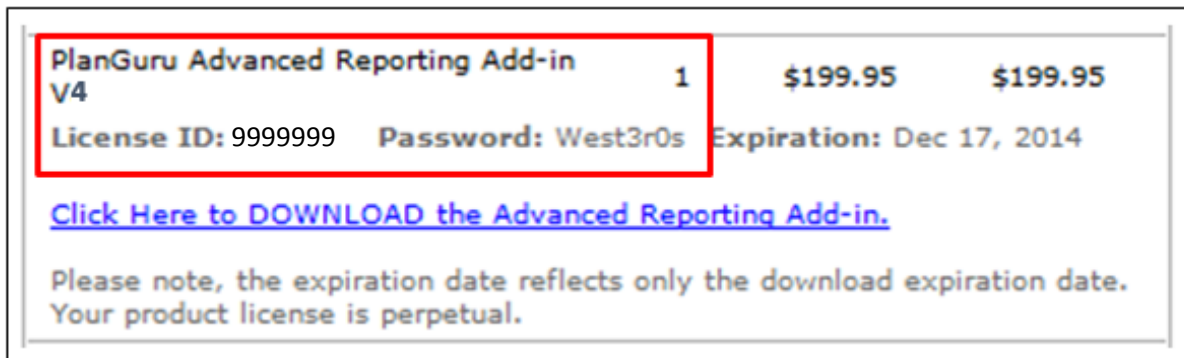 PlanGuru Advanced Reporting Add-in 1 $199.95 $199.95
V4
License ID: 9999999 Password: West3r0s Expiration: Dec 17, 2014
Click Here to DOWNLOAD the Advanced Reporting Add-in.
Please note, the expiration date reflects only the download expiration date.
Your product license is perpetual.